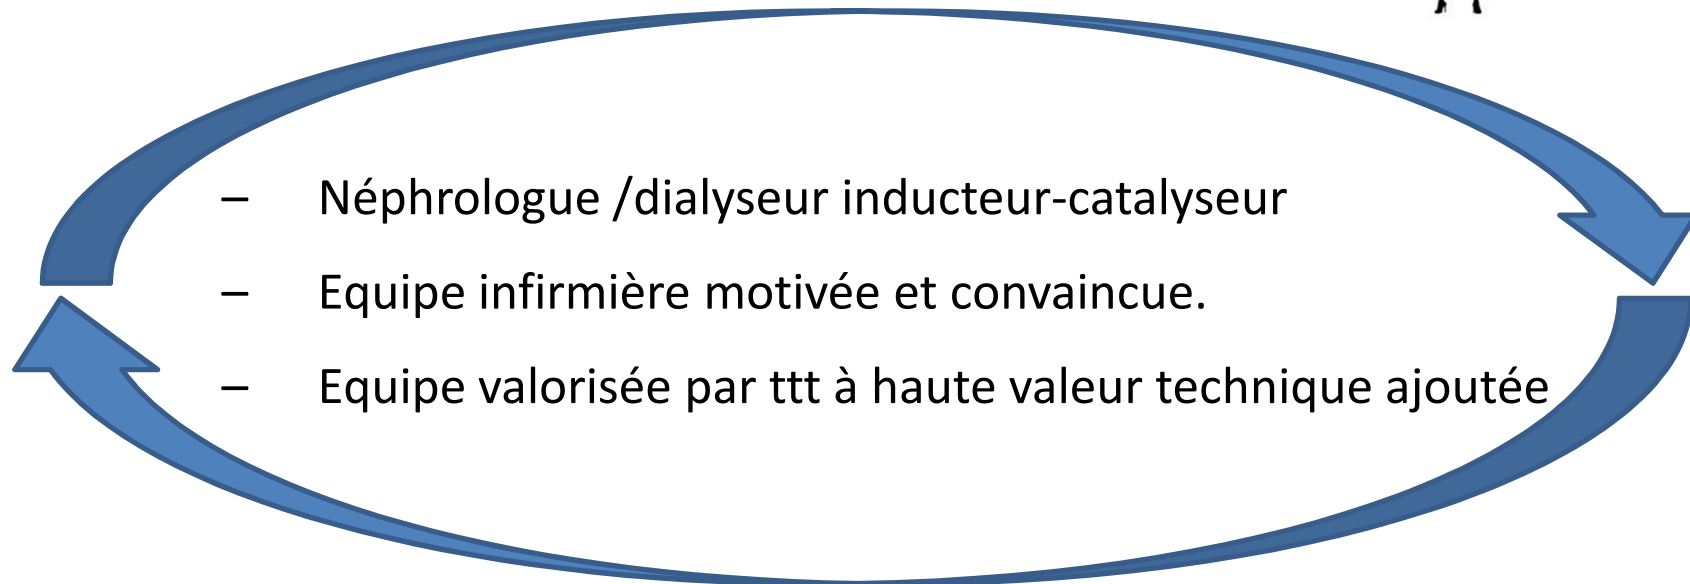 – Néphrologue /dialyseur inducteur-catalyseur
– Equipe infirmière motivée et convaincue.
– Equipe valorisée par ttt à haute valeur technique ajoutée